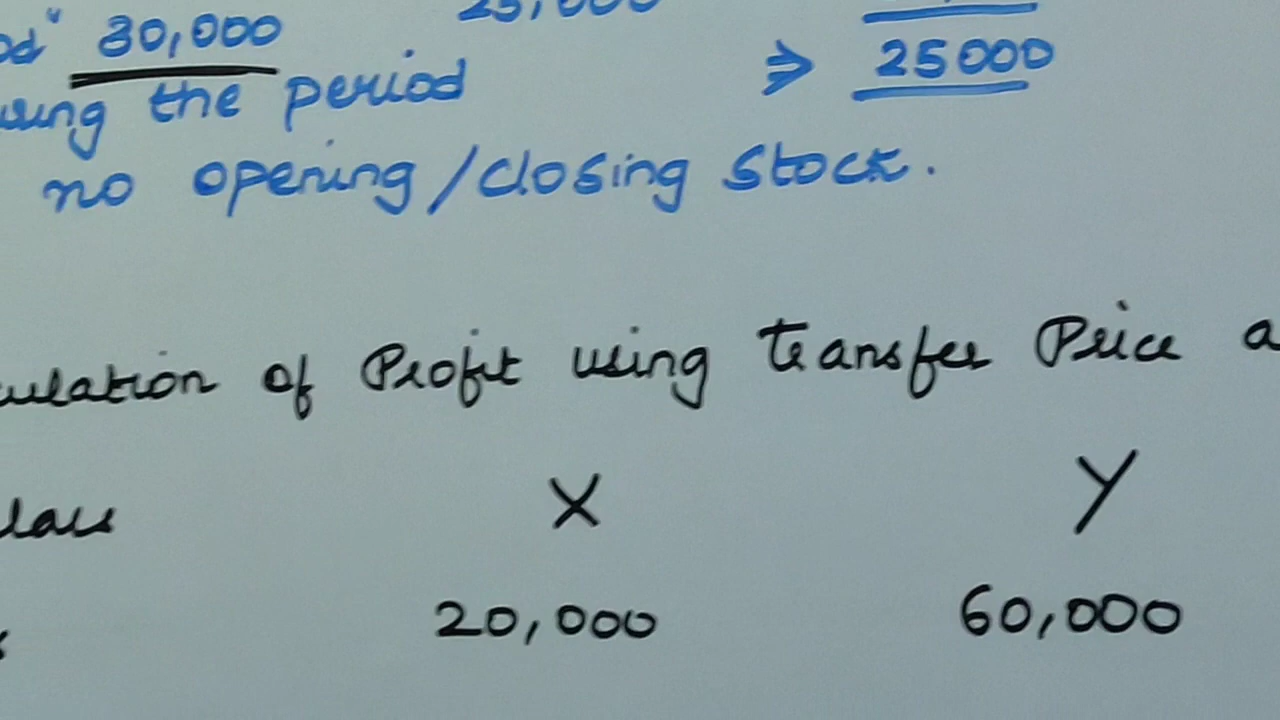 30,000
⇒ 25000
the period
no opening/closing stock.
of Profit using transfer Price a
X Y
20,000 60,000